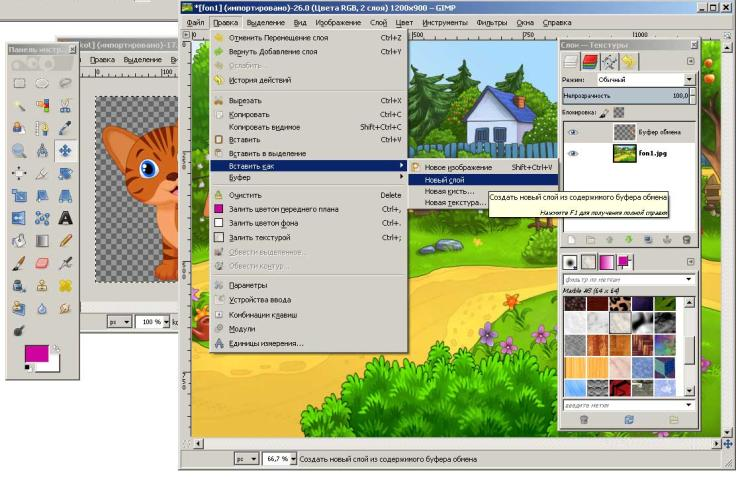 *[fon1] (импортировано)-26.0 (Цвета RGB, 2 слоя) 1200x900 – GIMP
Файл Правка Выделение Вид Изображение Слой Цвет Инструменты Фильтры Окна Справка
Отменить Перемещение слоя Ctrl+Z
Вернуть Добавление слоя Ctrl+Y
Ослабить...
История действий
Вырезать Ctrl+X
Копировать Ctrl+C
Копировать видимое Shift+Ctrl+C
Вставить Ctrl+V
Вставить в выделение
Вставить как
Буфер
Очистить Delete
Залить цветом переднего плана Ctrl+,
Залить цветом фона Ctrl+.
Залить текстурой Ctrl+;
Обвести выделенное...
Обвести контур...
Параметры
Устройства ввода
Комбинации клавиш
Модули
Единицы измерения...
Новое изображение Shift+Ctrl+V
Новый слой
Новая кисть...
Новая текстура...
Создать новый слой из содержимого буфера обмена
Нажмите F1 для получения полной справки
Панель инстр..
kot] (импортировано)-17.
Правка Выделение В
0 100
px 100 % ko
0 500 750 1000
Слои — Текстуры
Режим: Обычный
Непрозрачность 100,0
Блокировка:
Буфер обмена
fon1.jpg
фильтр по меткам
Marble #3 (64 x 64)
введите метки
px 66,7 % Создать новый слой из содержимого буфера обмена